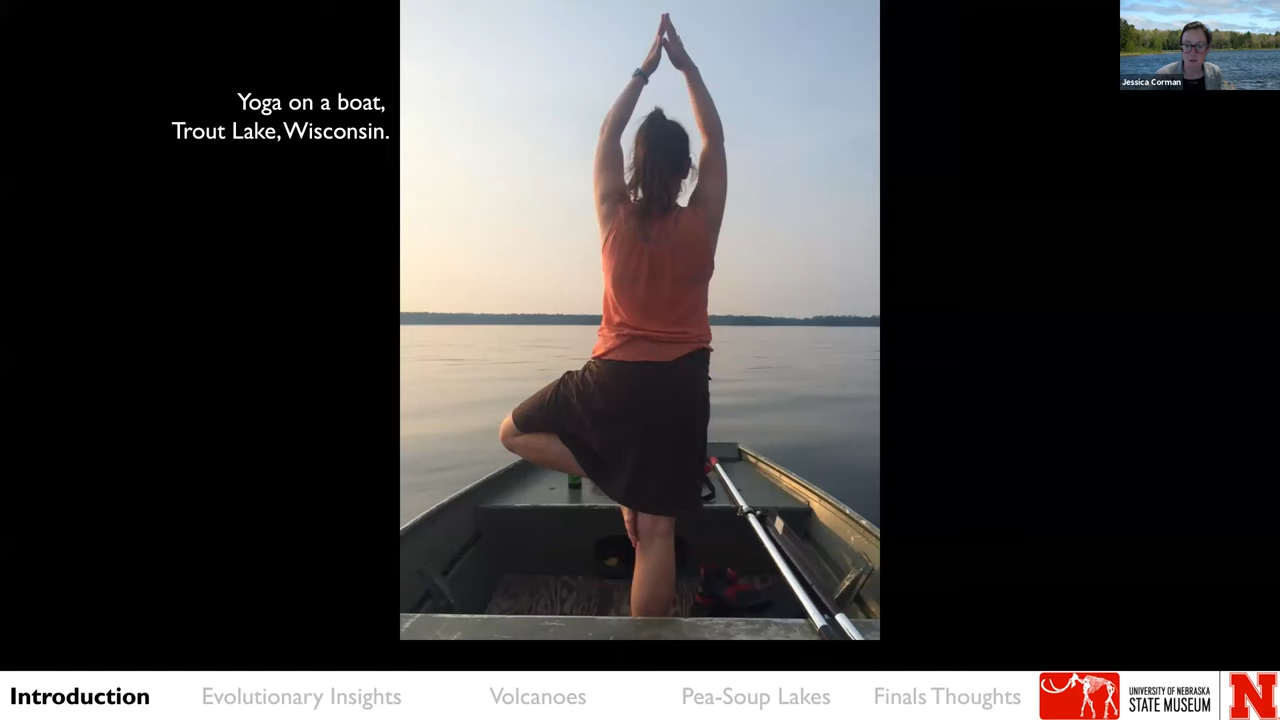 Yoga on a boat,
Trout Lake, Wisconsin.
Jessica Corman
Introduction
Evolutionary Insights
Volcanoes
Pea-Soup Lakes
Finals Thoughts
UNIVERSITY OF NEBRASKA
STATE MUSEUM
N